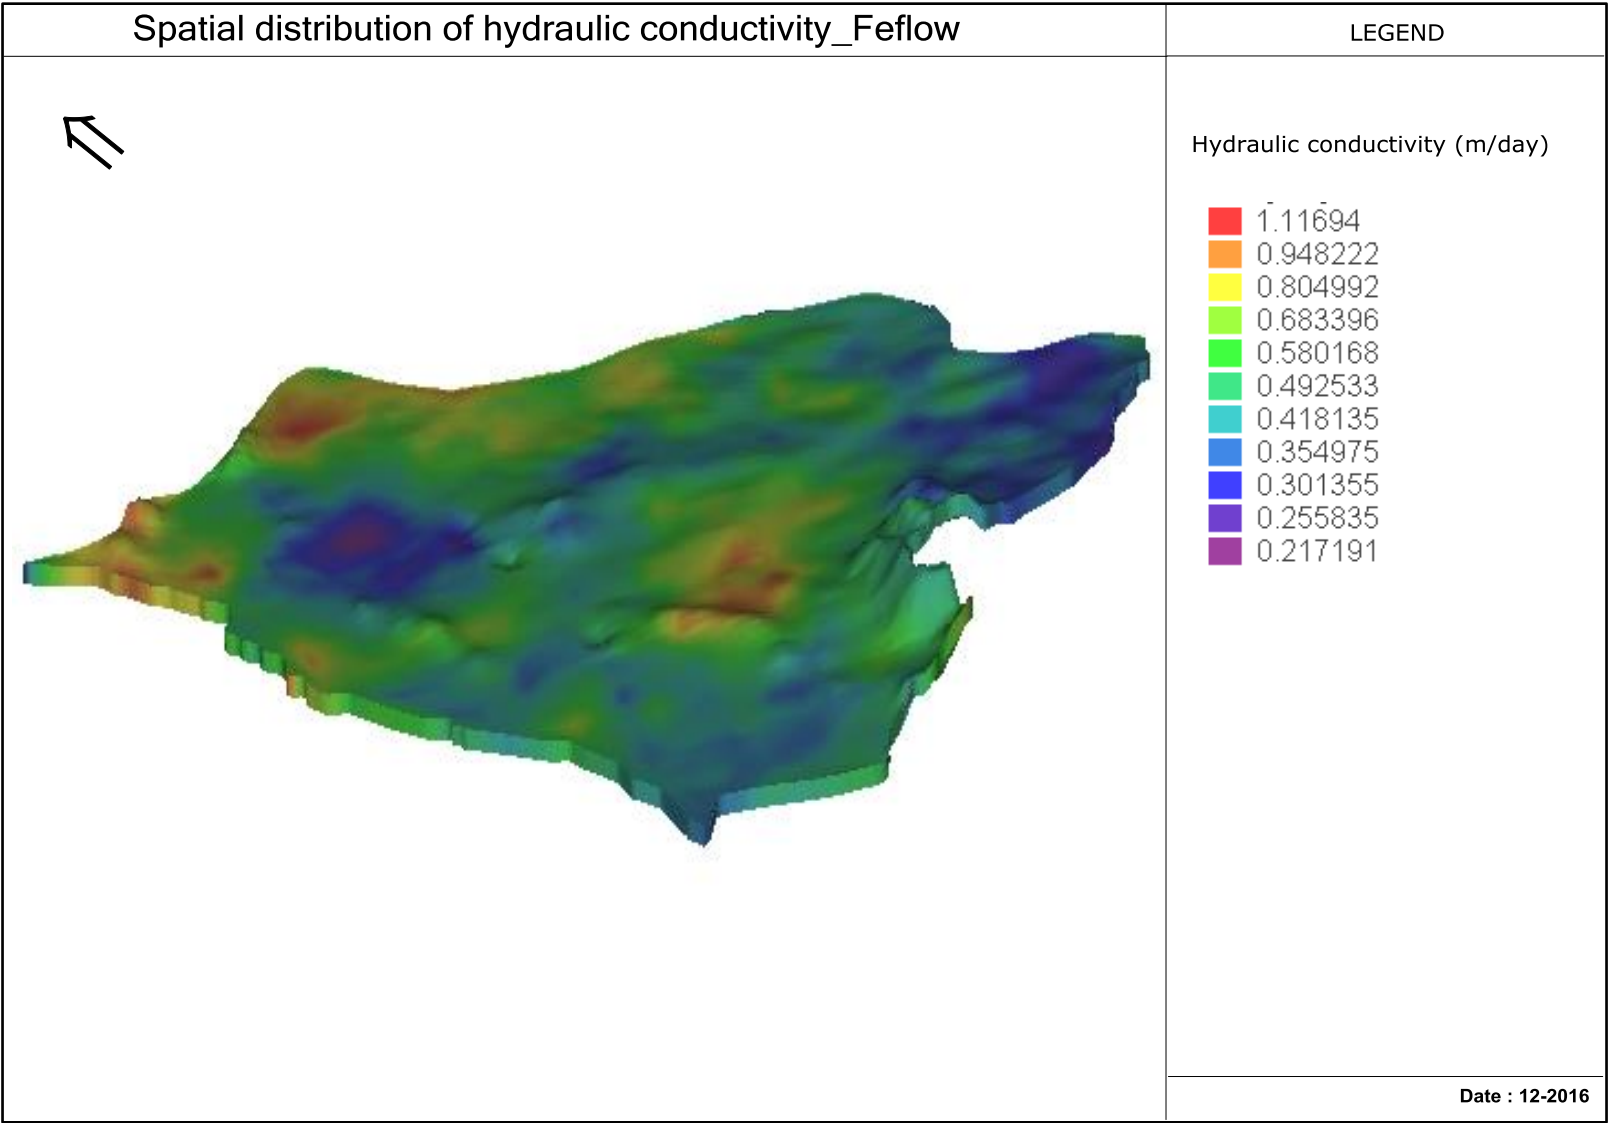 Spatial distribution of hydraulic conductivity_Feflow
LEGEND
Hydraulic conductivity (m/day)
1.11694
0.948222
0.804992
0.683396
0.580168
0.492533
0.418135
0.354975
0.301355
0.255835
0.217191
Date : 12-2016